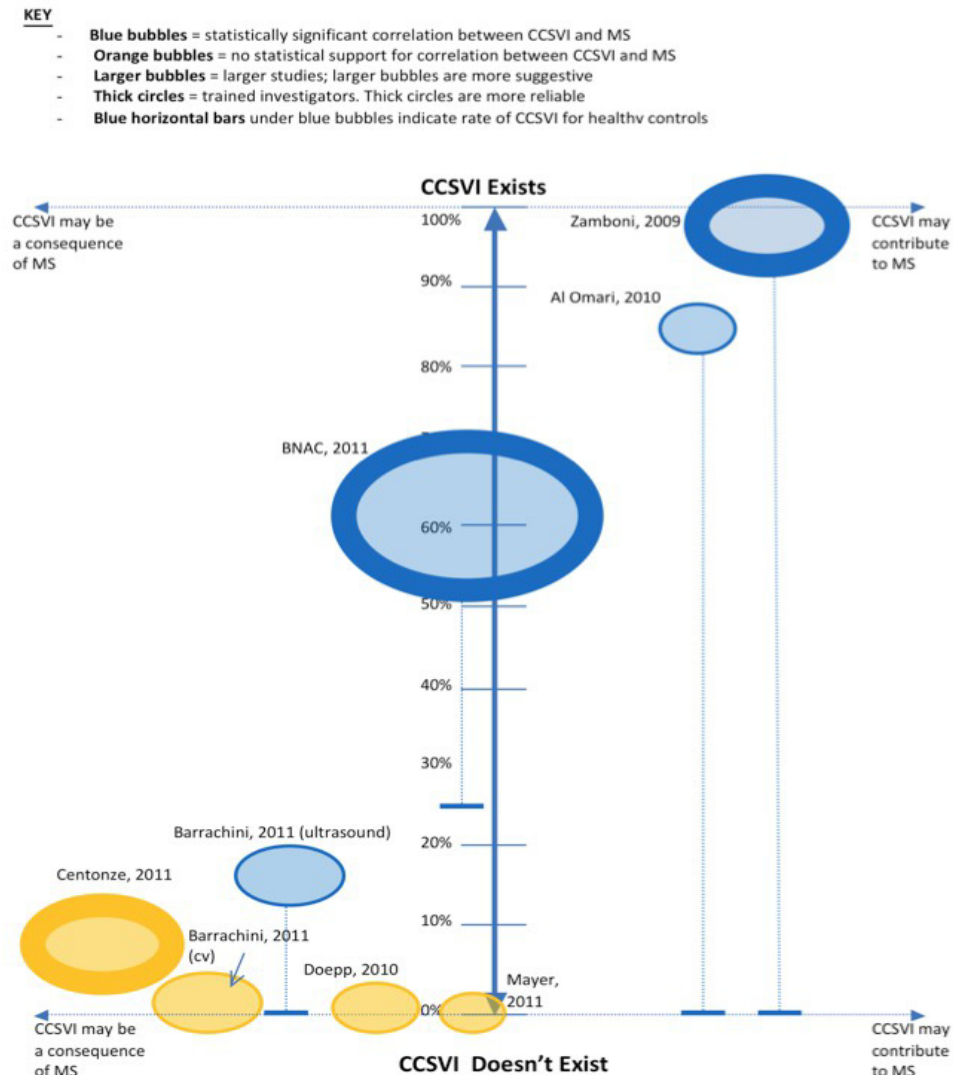 KEY
- Blue bubbles = statistically significant correlation between CCSVI and MS
- Orange bubbles = no statistical support for correlation between CCSVI and MS
- Larger bubbles = larger studies; larger bubbles are more suggestive
- Thick circles = trained investigators. Thick circles are more reliable
- Blue horizontal bars under blue bubbles indicate rate of CCSVI for healthy controls
CCSVI Exists
CCSVI may be
a consequence
of MS
100%
Zamboni, 2009
CCSVI may
contribute
to MS
90%
Al Omari, 2010
80%
BNAC, 2011
60%
50%
40%
30%
Barrachini, 2011 (ultrasound)
20%
Centonze, 2011
10%
Barrachini, 2011
(cv)
Doepp, 2010
Mayer,
2011
0%
CCSVI may be
a consequence
of MS
CCSVI Doesn't Exist
CCSVI may
contribute
to MS